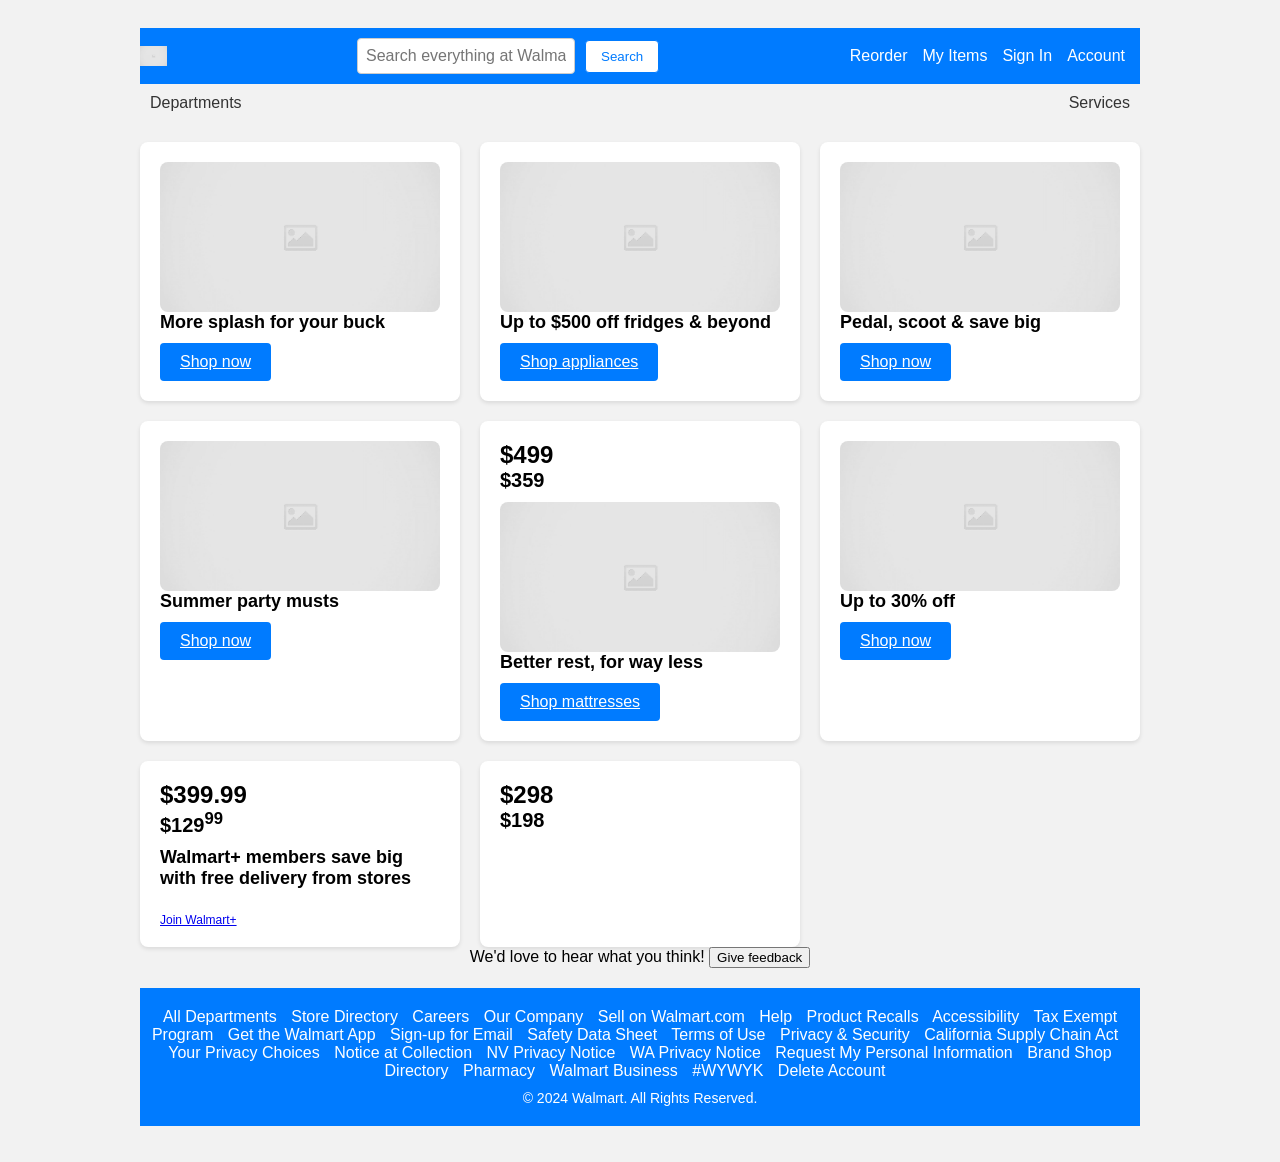 Search everything at Walma
Search
Reorder My Items Sign In Account
Departments
Services
More splash for your buck
Shop now
Up to $500 off fridges & beyond
Shop appliances
Pedal, scoot & save big
Shop now
Summer party musts
Shop now
$499
$359
Better rest, for way less
Shop mattresses
Up to 30% off
Shop now
$399.99
$129⁹⁹
Walmart+ members save big
with free delivery from stores
Join Walmart+
$298
$198
We'd love to hear what you think! Give feedback
All Departments Store Directory Careers Our Company Sell on Walmart.com Help Product Recalls Accessibility Tax Exempt
Program Get the Walmart App Sign-up for Email Safety Data Sheet Terms of Use Privacy & Security California Supply Chain Act
Your Privacy Choices Notice at Collection NV Privacy Notice WA Privacy Notice Request My Personal Information Brand Shop
Directory Pharmacy Walmart Business #WYWYK Delete Account
© 2024 Walmart. All Rights Reserved.